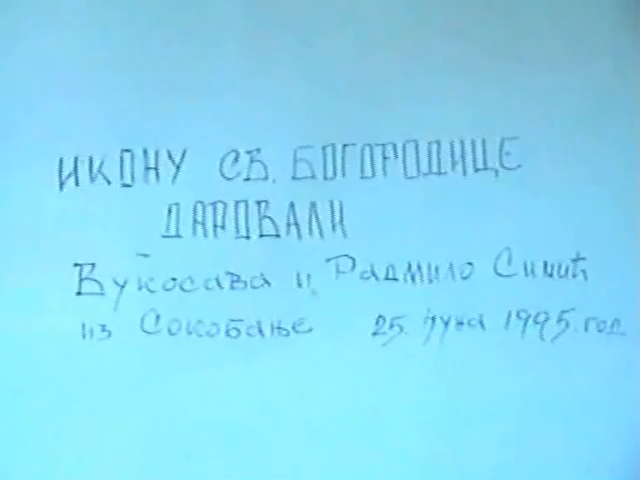 ИКОНУ СВ. БОГОРОДИЦЕ
ДАРОВАЛИ
Вукосава и Радмило Симић
из Сокобање 25. јуна 1995. год.